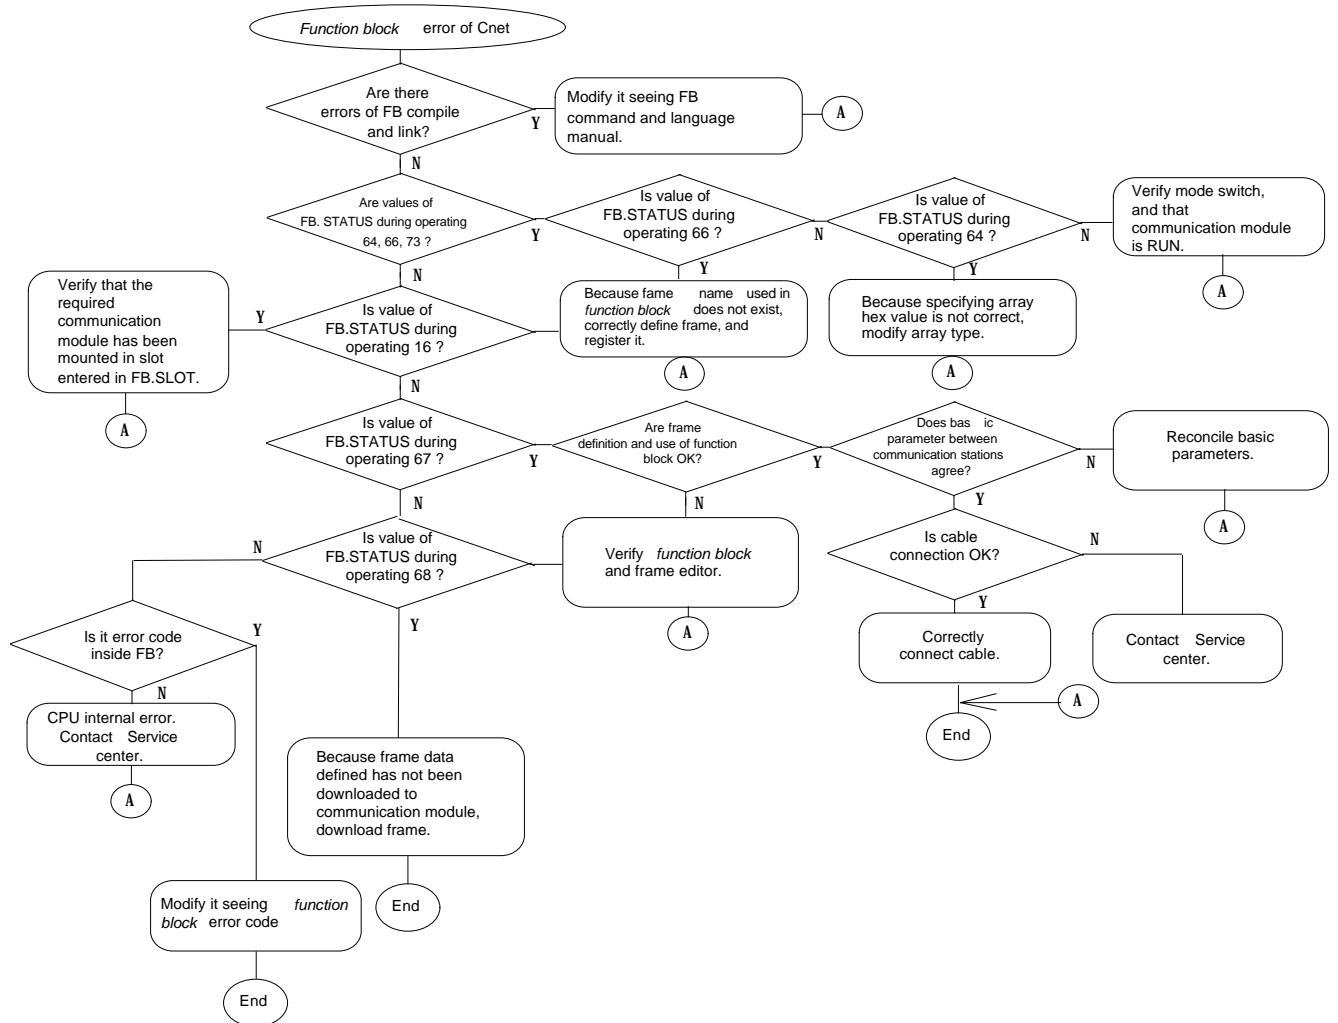 Function block error of Cnet
Are there
errors of FB compile
and link?
Y
Modify it seeing FB
command and language
manual.
A
N
Are values of
FB. STATUS during operating
64, 66, 73 ?
Y
Is value of
FB.STATUS during
operating 66 ?
N
Is value of
FB.STATUS during
operating 64 ?
N
Verify mode switch,
and that
communication module
is RUN.
A
N
Y
Because fame name used in
function block does not exist,
correctly define frame, and
register it.
A
Y
Because specifying array
hex value is not correct,
modify array type.
A
Verify that the
required
communication
module has been
mounted in slot
entered in FB.SLOT.
A
Y
Is value of
FB.STATUS during
operating 16 ?
N
Is value of
FB.STATUS during
operating 67 ?
Y
Are frame
definition and use of function
block OK?
Y
Does bas ic
parameter between
communication stations
agree?
N
Reconcile basic
parameters.
A
N
N
Y
Is value of
FB.STATUS during
operating 68 ?
Verify function block
and frame editor.
A
Is cable
connection OK?
N
Contact Service
center.
Y
Correctly
connect cable.
A
End
N
Y
Is it error code
inside FB?
Y
N
CPU internal error.
Contact Service
center.
A
Because frame data
defined has not been
downloaded to
communication module,
download frame.
End
Modify it seeing function
block error code
End